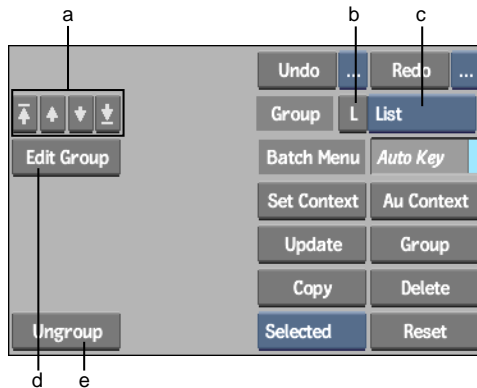 a b c
Undo ... Redo ...
Group L List
Edit Group Batch Menu Auto Key
Set Context Au Context
Update Group
Copy Delete
Ungroup Selected Reset
d e